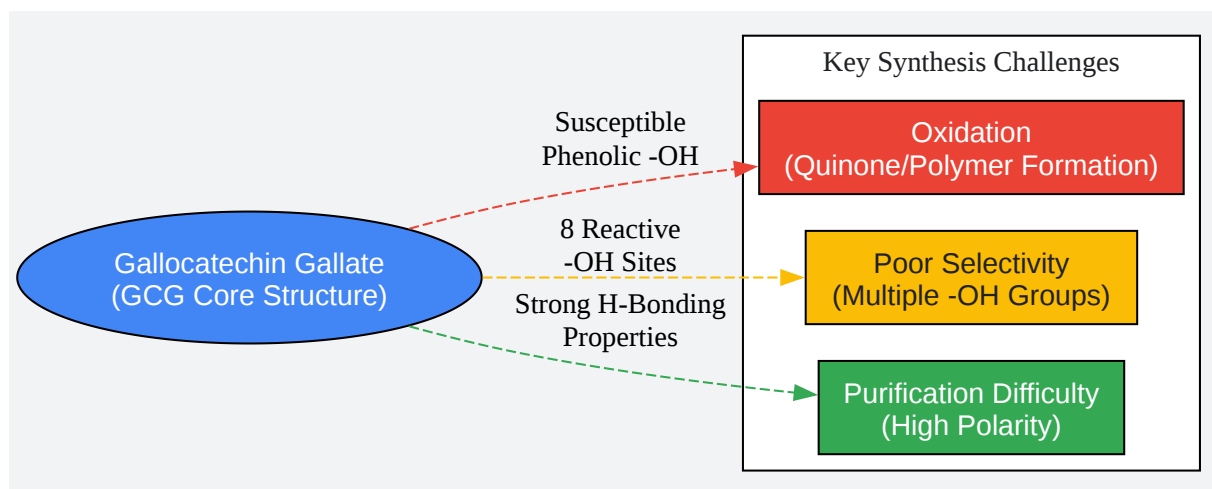 Key Synthesis Challenges
Susceptible
Phenolic -OH
Oxidation
(Quinone/Polymer Formation)
Gallocatechin Gallate
(GCG Core Structure)
8 Reactive
-OH Sites
Poor Selectivity
(Multiple -OH Groups)
Strong H-Bonding
Properties
Purification Difficulty
(High Polarity)